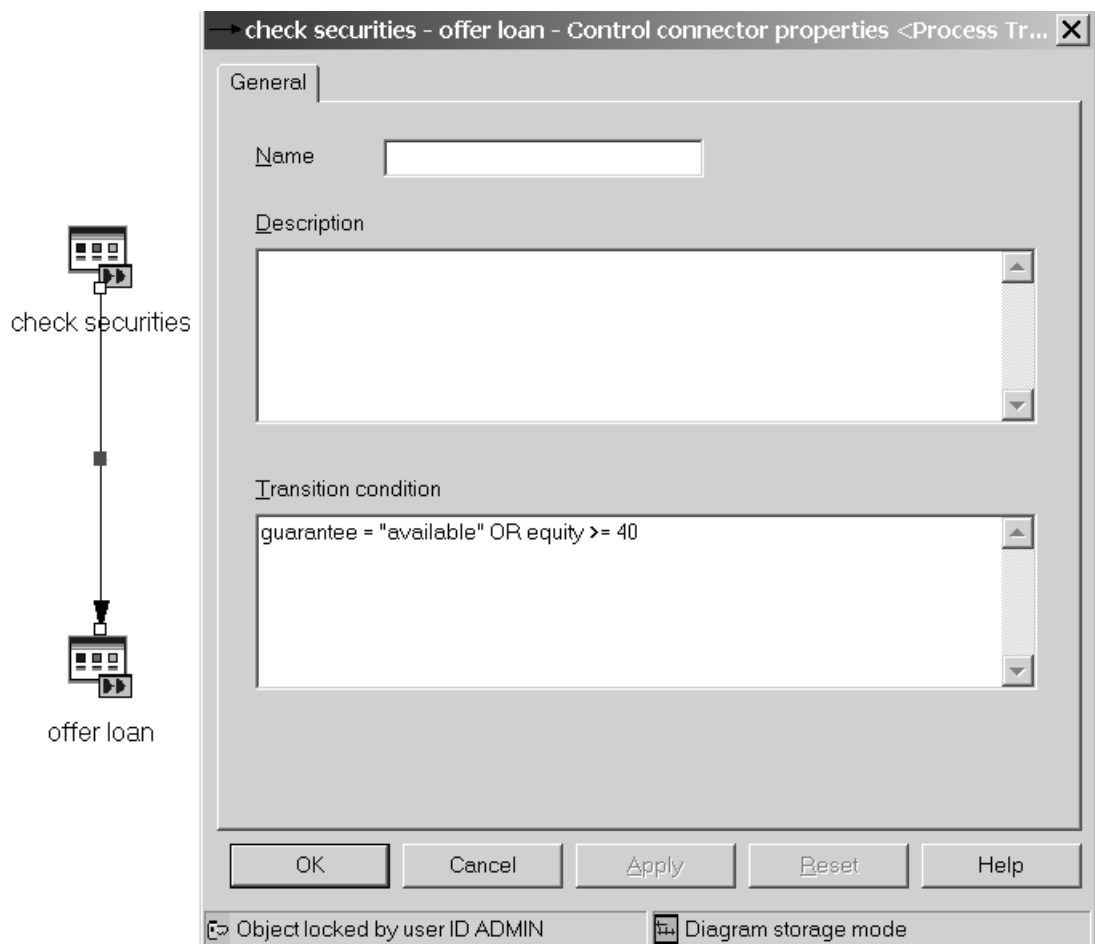 check securities - offer loan - Control connector properties <Process Tr...
General
Name
Description
check securities
Transition condition
guarantee = "available" OR equity >= 40
offer loan
OK Cancel Apply Reset Help
Object locked by user ID ADMIN Diagram storage mode